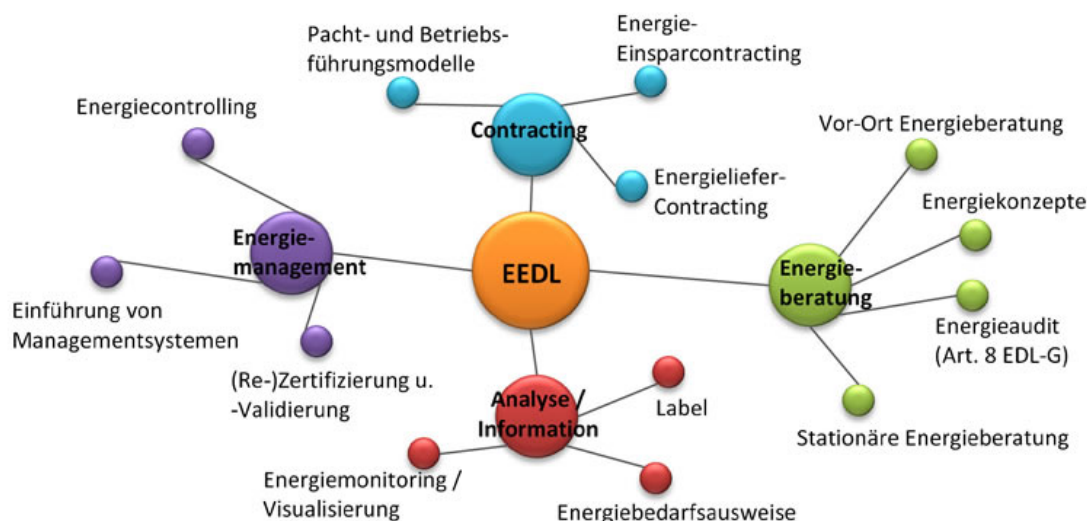 Pacht- und Betriebs-
führungsmodelle
Energie-
Einsparcontracting
Energiecontrolling
Contracting
Vor-Ort Energieberatung
Energieliefer-
Contracting
Energiekonzepte
Energie-
management
EEDL
Energie-
beratung
Einführung von
Managementsystemen
Energieaudit
(Art. 8 EDL-G)
(Re-)Zertifizierung u.
-Validierung
Analyse /
Information
Label
Stationäre Energieberatung
Energiemonitoring /
Visualisierung
Energiebedarfsausweise